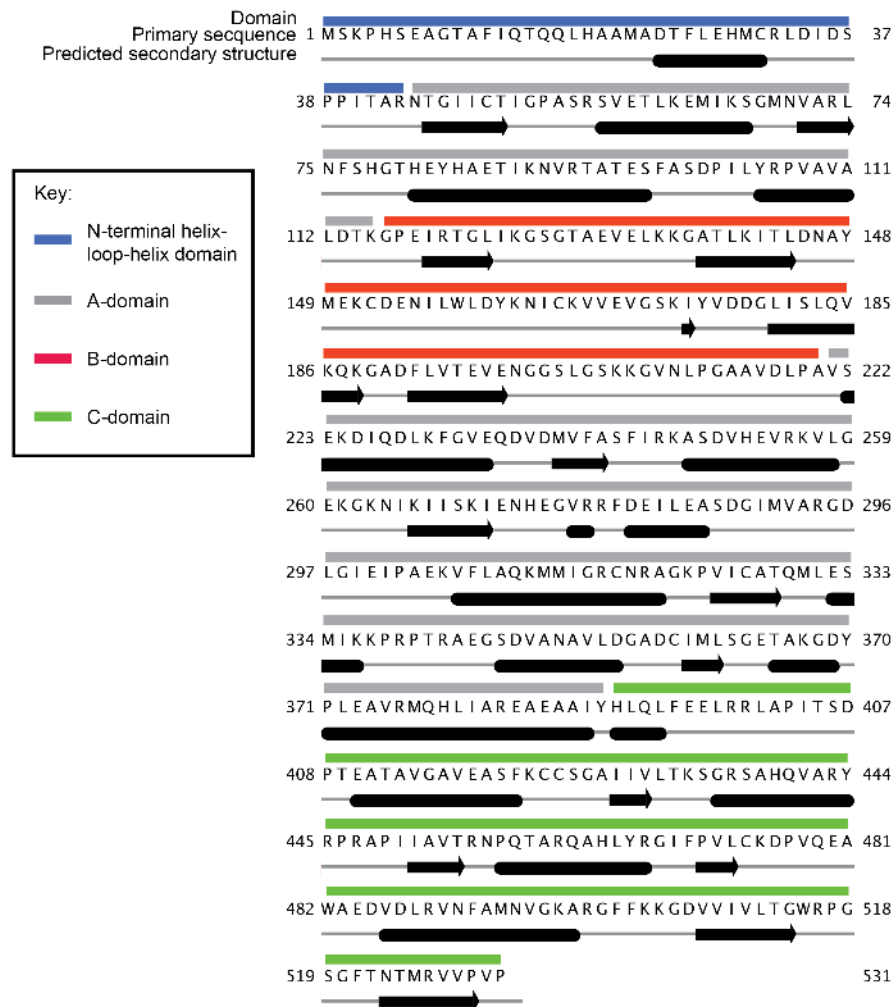 Domain
Primary secquence
1 MSKPHSEAGTAFIQTQQLHAAMADTFLEHMCRLDIDS 37
Predicted secondary structure
38 PPITARNTGIICTIGPASRSVETLKEMIKSGMNVARL 74
75 NFSHGTHEYHAETIKNVRTATESFASDPILYRPVAVA 111
112 LDTKGPEIRTGLIKGSGTAEVELKKGATLKITLDNAY 148
149 MEKCDENILWLDYKNICKVVEVGSKIYVDDGLISLQV 185
186 KQKGADFLVTEVENGGSLGSKKGVNLPGAAVDLPAVS 222
223 EKDIQDLKFGVEQDVDMVFASFIRKASDVHEVRKVLG 259
260 EKGKNIKIISKIENHEGVRRFDEILEASDGIMVARGD 296
297 LGIEIPAEKVFLAQKMMIGRCNRAGKPVICATQMLES 333
334 MIKKPRPTRAEGSDVANAVLDGADCIMLSGETAKGDY 370
371 PLEAVRMQHLIAREAEAAIYHLQLFEELRRLAPITSD 407
408 PTEATAVGAVEASFKCCSGAIIVLTKSGRSAHQVARY 444
445 RPRAPIIAVTRNPQTARQAHLYRGIFPVLCKDPVQEA 481
482 WAEDVDLRVNFAMNVGKARGFFKKGDVVIVLTGWRPG 518
519 SGFTNTMRVVPVP 531
Key:
N-terminal helix-
loop-helix domain
A-domain
B-domain
C-domain